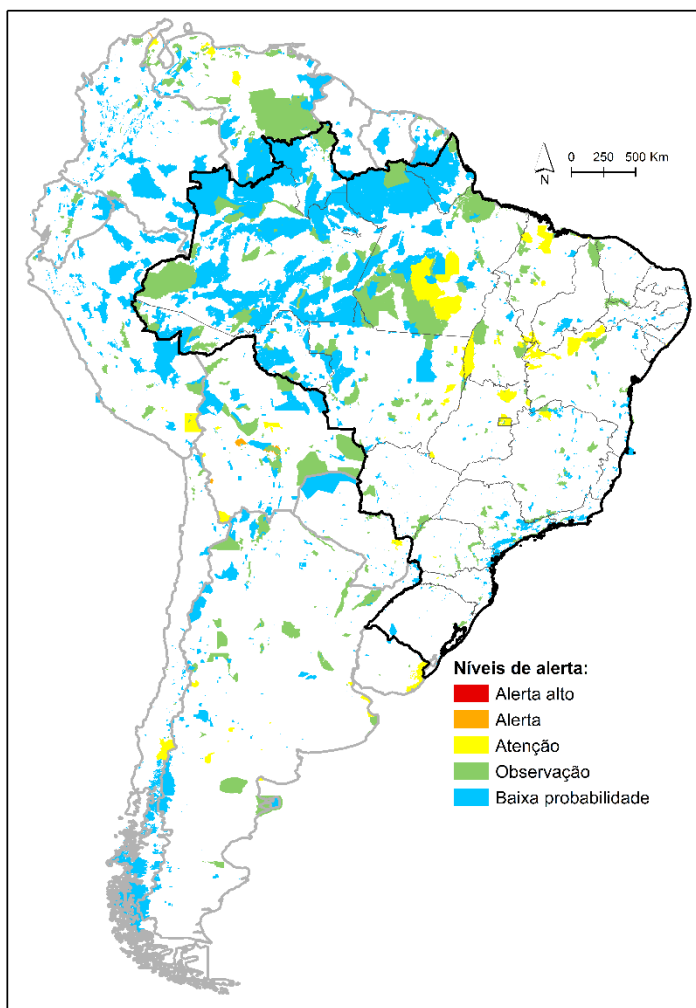 N
0 250 500 Km
Níveis de alerta:
Alerta alto
Alerta
Atenção
Observação
Baixa probabilidade